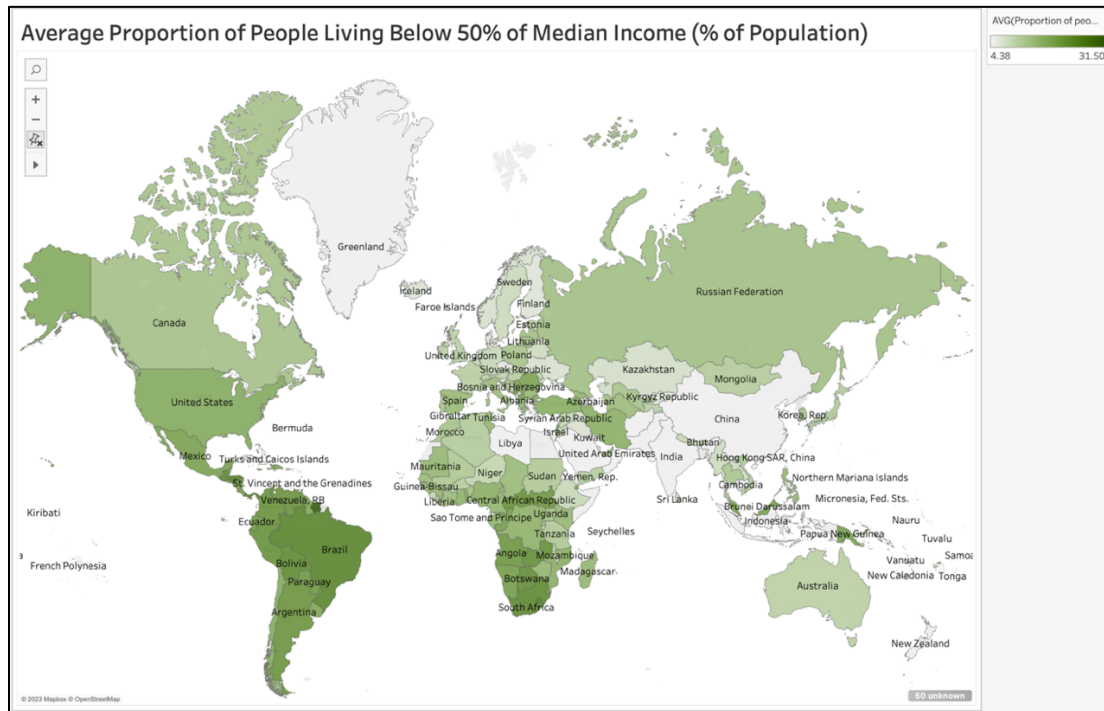 Average Proportion of People Living Below 50% of Median Income (% of Population)
AVG(Proportion of peo...
4.38 31.50
Greenland
Iceland
Sweden
Faroe Islands
Finland
Russian Federation
Canada
Estonia
Lithuania
United Kingdom Poland
Slovak Republic
Kazakhstan
Mongolia
Bosnia and Herzegovina
United States
Spain
Albania
Azerbaijan
Kyrgyz Republic
China
Korea, Rep.
Gibraltar Tunisia
Syrian Arab Republic
Bermuda
Morocco
Israel
Libya
Kuwait
Bhutan
Mexico
Turks and Caicos Islands
United Arab Emirates
India
Hong Kong SAR, China
Mauritania
Niger
Sudan
Yemen, Rep.
Northern Mariana Islands
St. Vincent and the Grenadines
Guinea-Bissau
Cambodia
Venezuela, RB
Liberia
Central African Republic
Sri Lanka
Micronesia, Fed. Sts.
Kiribati
Ecuador
Sao Tome and Principe
Uganda
Seychelles
Brunei Darussalam
Indonesia
Nauru
Tanzania
Papua New Guinea
Tuvalu
Brazil
Angola
Mozambique
Vanuatu
Samoa
French Polynesia
Bolivia
Madagascar
New Caledonia
Tonga
Paraguay
Botswana
Australia
Argentina
South Africa
New Zealand
© 2023 Mapbox © OpenStreetMap
50 unknown